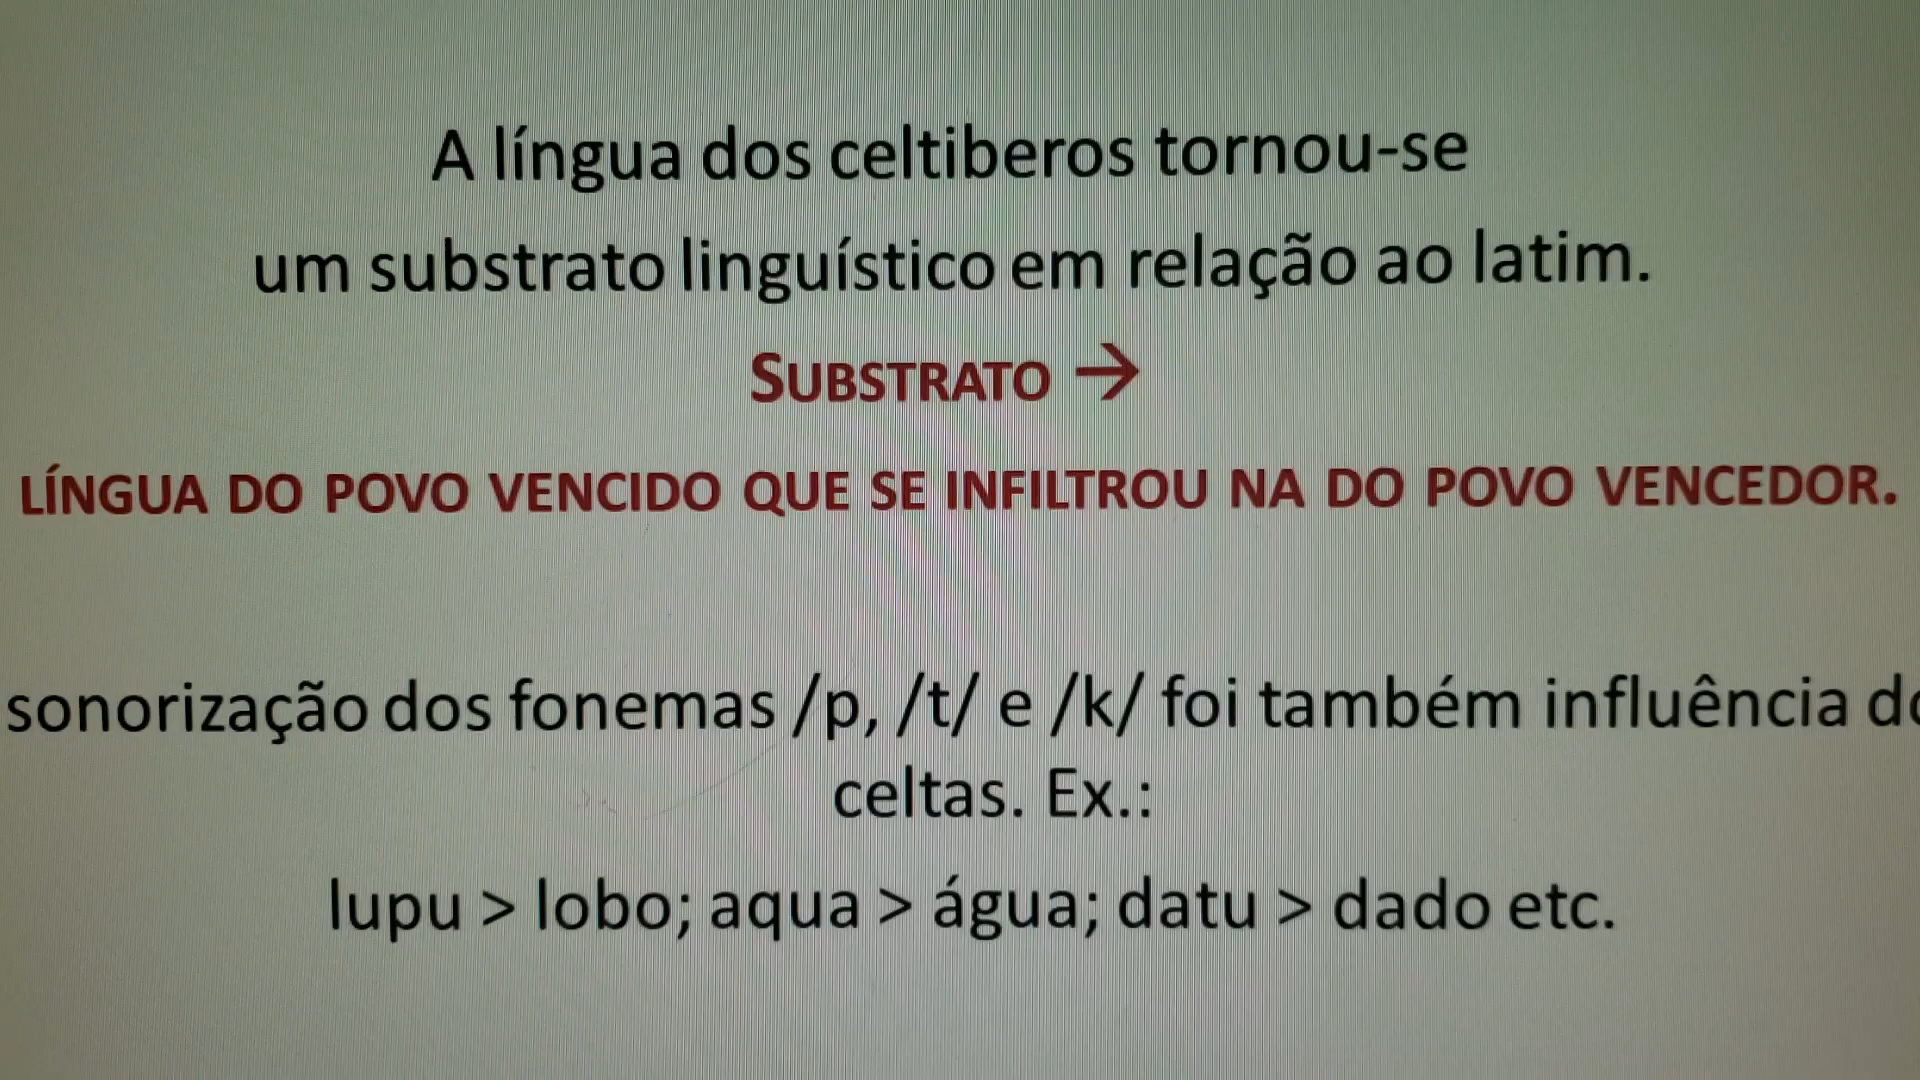 A língua dos celtiberos tornou-se
um substrato linguístico em relação ao latim.
SUBSTRATO →
LÍNGUA DO POVO VENCIDO QUE SE INFILTROU NA DO POVO VENCEDOR.
sonorização dos fonemas /p, /t/ e /k/ foi também influência
celtas. Ex.:
lupu > lobo; aqua > água; datu > dado etc.